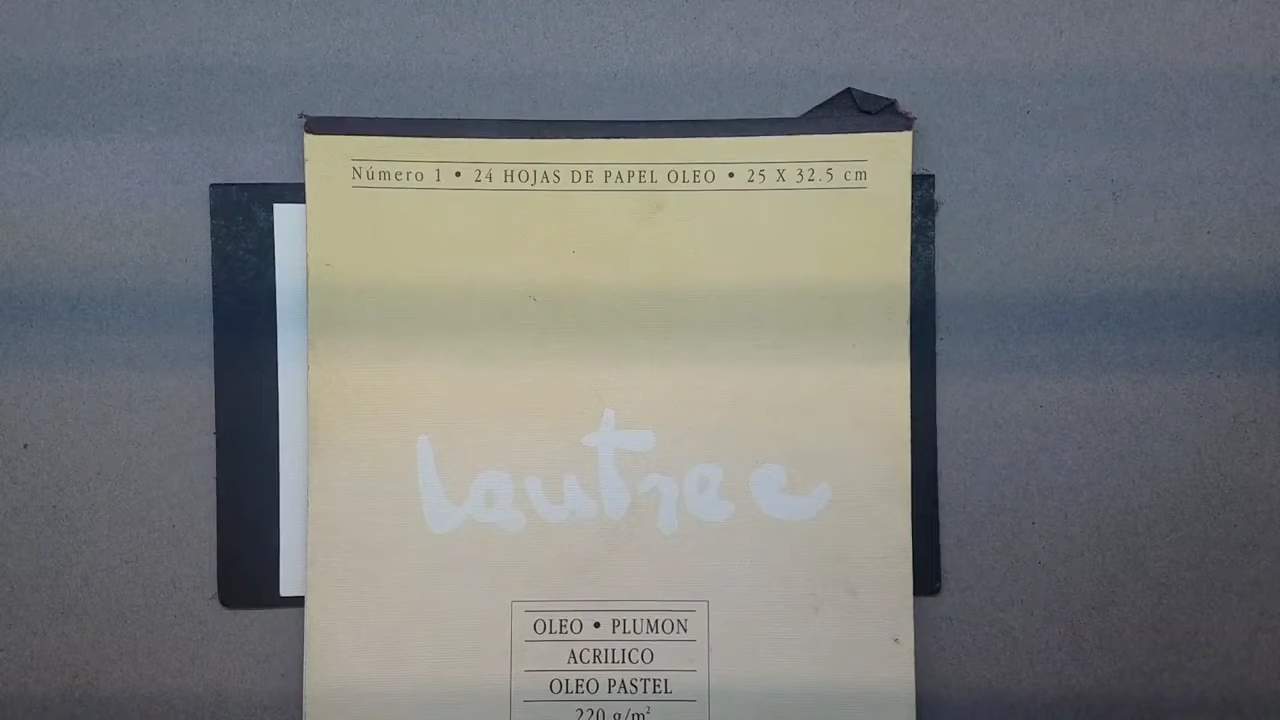 Número 1 • 24 HOJAS DE PAPEL OLEO • 25 X 32.5 cm
Lautrec
OLEO • PLUMON
ACRILICO
OLEO PASTEL
220 g/m²